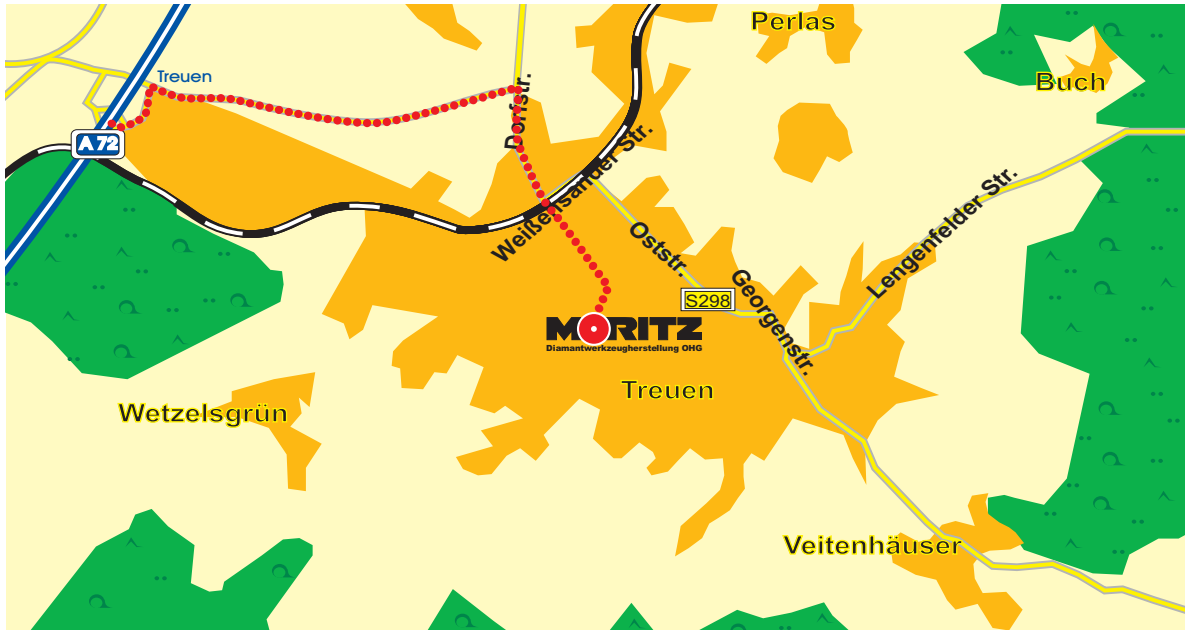 Perlas
Treuen
Buch
Dorfstr.
A 72
Weißensander Str.
Lengenfelder Str.
Oststr.
Georgenstr.
S298
MORITZ
Diamantwerkzeugherstellung OHG
Treuen
Wetzelsgrün
Veitenhäuser